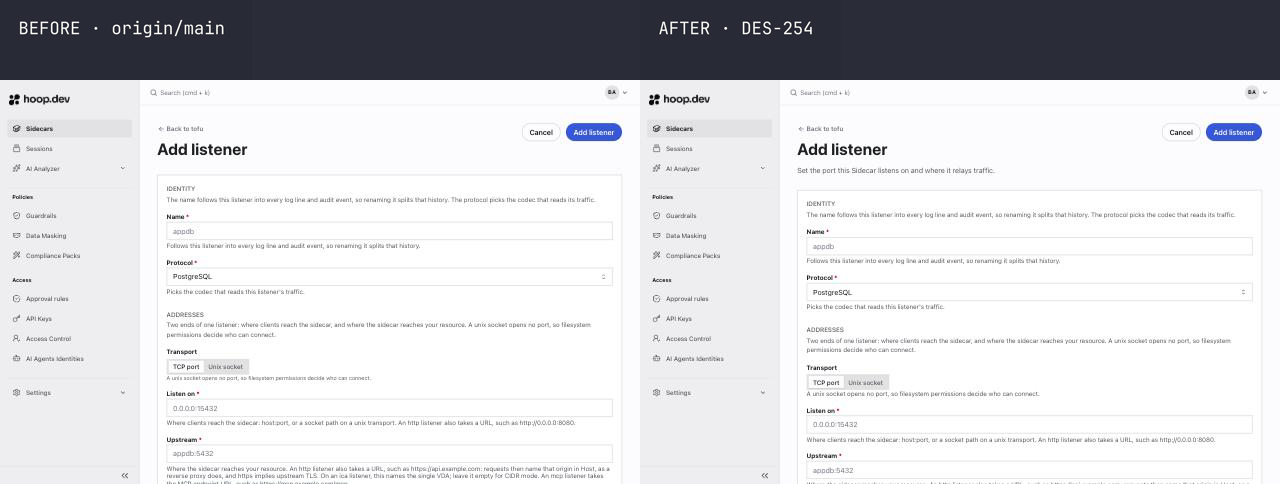 BEFORE · origin/main
hoop.dev
Search (cmd + k)
BA
Sidecars
Sessions
AI Analyzer
Policies
Guardrails
Data Masking
Compliance Packs
Access
Approval rules
API Keys
Access Control
AI Agents Identities
Settings
← Back to tofu
Cancel
Add listener
Add listener
IDENTITY
The name follows this listener into every log line and audit event, so renaming it splits that history. The protocol picks the codec that reads its traffic.
Name *
appdb
Follows this listener into every log line and audit event, so renaming it splits that history.
Protocol *
PostgreSQL
Picks the codec that reads this listener's traffic.
ADDRESSES
Two ends of one listener: where clients reach the sidecar, and where the sidecar reaches your resource. A unix socket opens no port, so filesystem
permissions decide who can connect.
Transport
TCP port Unix socket
A unix socket opens no port, so filesystem permissions decide who can connect.
Listen on *
0.0.0.0:15432
Where clients reach the sidecar: host:port, or a socket path on a unix transport. An http listener also takes a URL, such as http://0.0.0.0:8080.
Upstream *
appdb:5432
Where the sidecar reaches your resource. An http listener also takes a URL, such as https://api.example.com: requests then name that origin in Host, as a
reverse proxy does, and https implies upstream TLS. On an ica listener, this names the single VDA; leave it empty for CIDR mode. An mcp listener takes
AFTER · DES-254
hoop.dev
Search (cmd + k)
BA
Sidecars
Sessions
AI Analyzer
Policies
Guardrails
Data Masking
Compliance Packs
Access
Approval rules
API Keys
Access Control
AI Agents Identities
Settings
← Back to tofu
Cancel
Add listener
Add listener
Set the port this Sidecar listens on and where it relays traffic.
IDENTITY
The name follows this listener into every log line and audit event, so renaming it splits that history. The protocol picks the codec that reads its traffic.
Name *
appdb
Follows this listener into every log line and audit event, so renaming it splits that history.
Protocol *
PostgreSQL
Picks the codec that reads this listener's traffic.
ADDRESSES
Two ends of one listener: where clients reach the sidecar, and where the sidecar reaches your resource. A unix socket opens no port, so filesystem
permissions decide who can connect.
Transport
TCP port Unix socket
A unix socket opens no port, so filesystem permissions decide who can connect.
Listen on *
0.0.0.0:15432
Where clients reach the sidecar: host:port, or a socket path on a unix transport. An http listener also takes a URL, such as http://0.0.0.0:8080.
Upstream *
appdb:5432